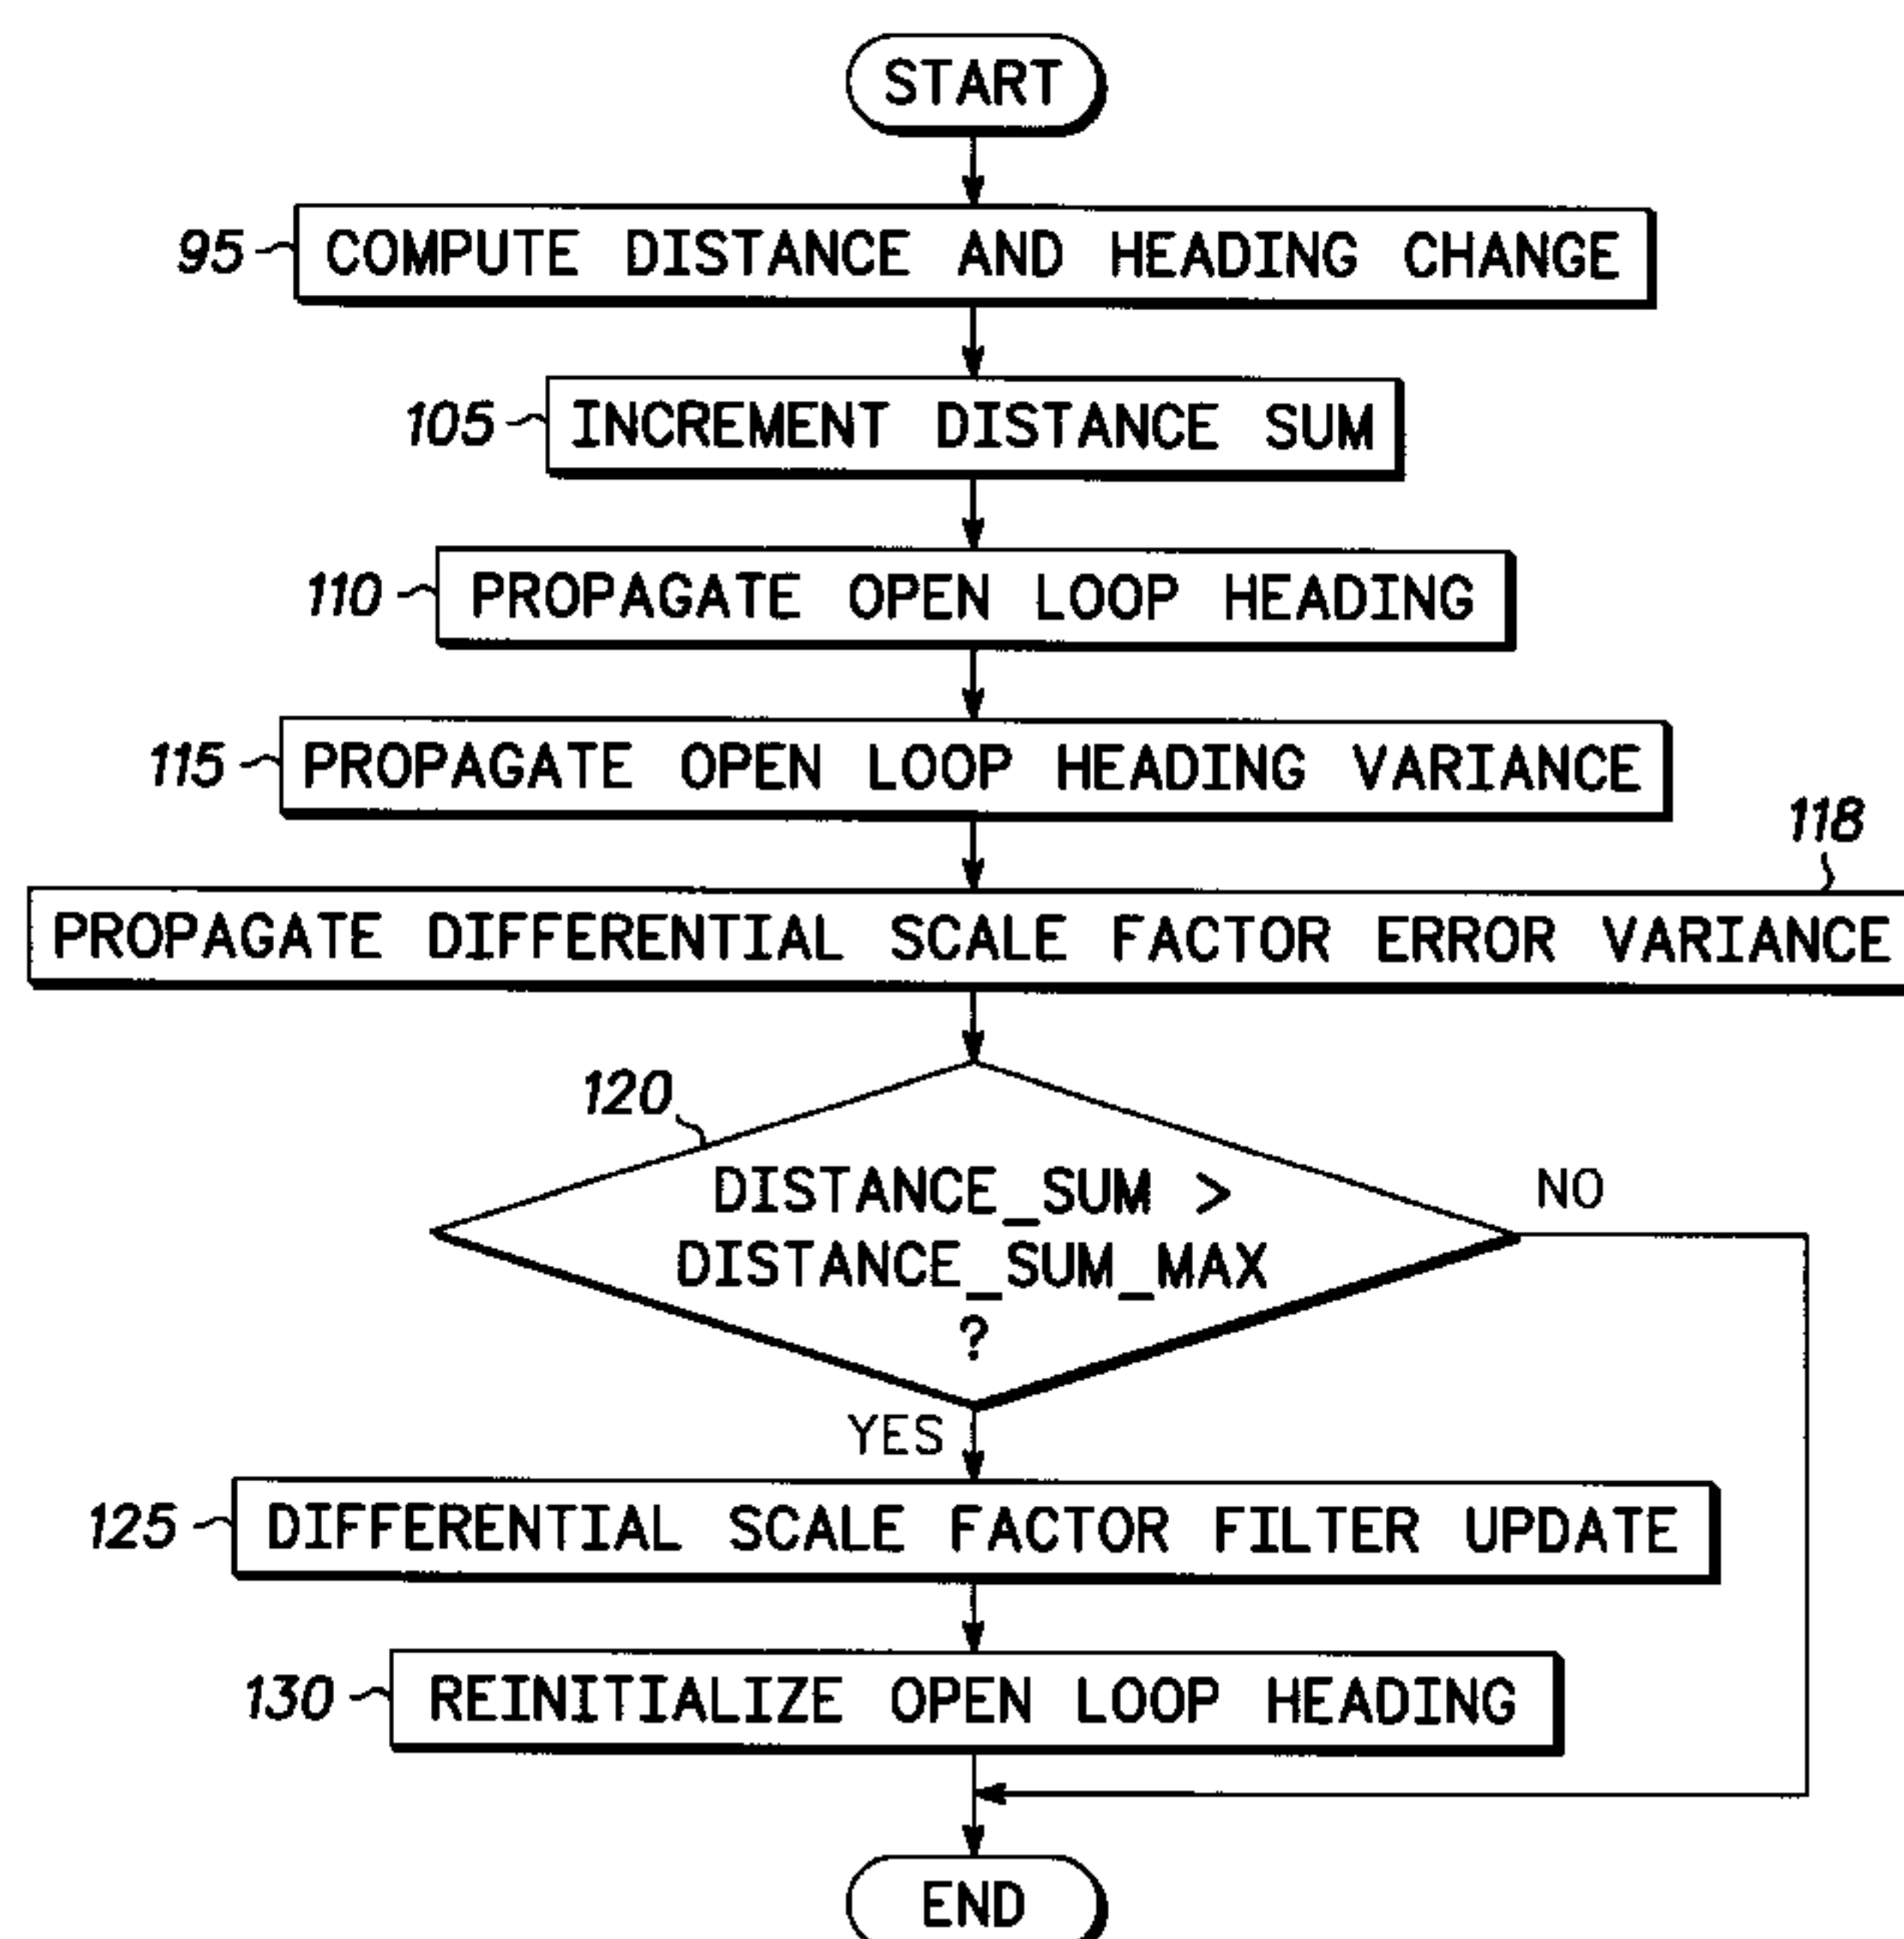 START
95 COMPUTE DISTANCE AND HEADING CHANGE
105 INCREMENT DISTANCE SUM
110 PROPAGATE OPEN LOOP HEADING
115 PROPAGATE OPEN LOOP HEADING VARIANCE
118
PROPAGATE DIFFERENTIAL SCALE FACTOR ERROR VARIANCE
120
DISTANCE_SUM >
DISTANCE_SUM_MAX
?
NO
YES
125 DIFFERENTIAL SCALE FACTOR FILTER UPDATE
130 REINITIALIZE OPEN LOOP HEADING
END